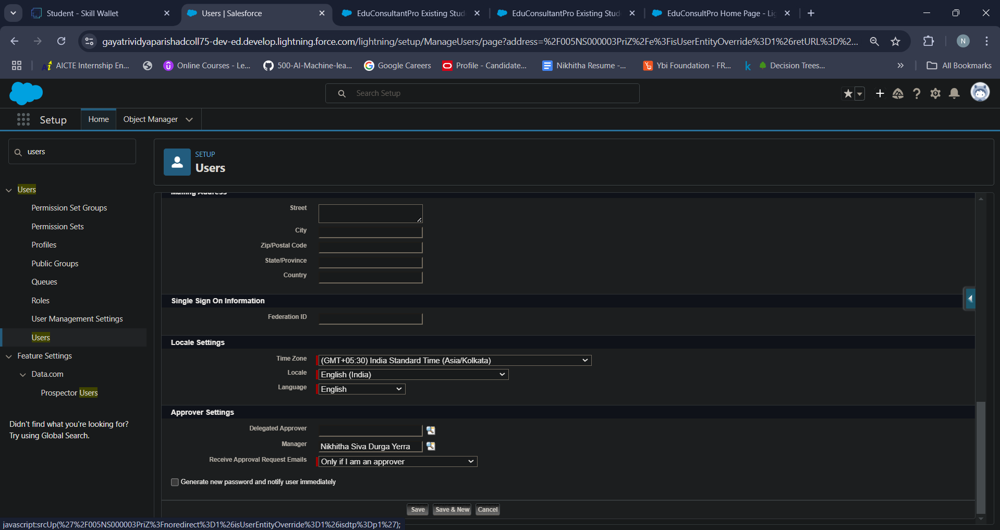 Student - Skill Wallet
Users | Salesforce
EduConsultantPro Existing Stud
EduConsultantPro Existing Stud
EduConsultPro Home Page - Lig
gayatrividyaparishadcoll75-dev-ed.develop.lightning.force.com/lightning/setup/ManageUsers/page?address=%2F005NS000003PriZ%2Fe%3FisUserEntityOverride%3D1%26retURL%3D%2...
N
AICTE Internship En...
Online Courses - Le...
500-AI-Machine-lea...
Google Careers
Profile - Candidate...
Nikhitha Resume -...
Ybi Foundation - FR...
k
Decision Trees...
All Bookmarks
Search Setup
Setup
Home
Object Manager
users
SETUP
Users
Users
Permission Set Groups
Permission Sets
Profiles
Public Groups
Queues
Roles
User Management Settings
Users
Feature Settings
Data.com
Prospector Users
Didn't find what you're looking for?
Try using Global Search.
Mailing Address
Street
City
Zip/Postal Code
State/Province
Country
Single Sign On Information
Federation ID
Locale Settings
Time Zone (GMT+05:30) India Standard Time (Asia/Kolkata)
Locale English (India)
Language English
Approver Settings
Delegated Approver
Manager Nikhitha Siva Durga Yerra
Receive Approval Request Emails Only if I am an approver
Generate new password and notify user immediately
Save Save & New Cancel
javascript:srcUp(%27%2F005NS000003PriZ%3Fnoredirect%3D1%26isUserEntityOverride%3D1%26isdtp%3Dp1%27);